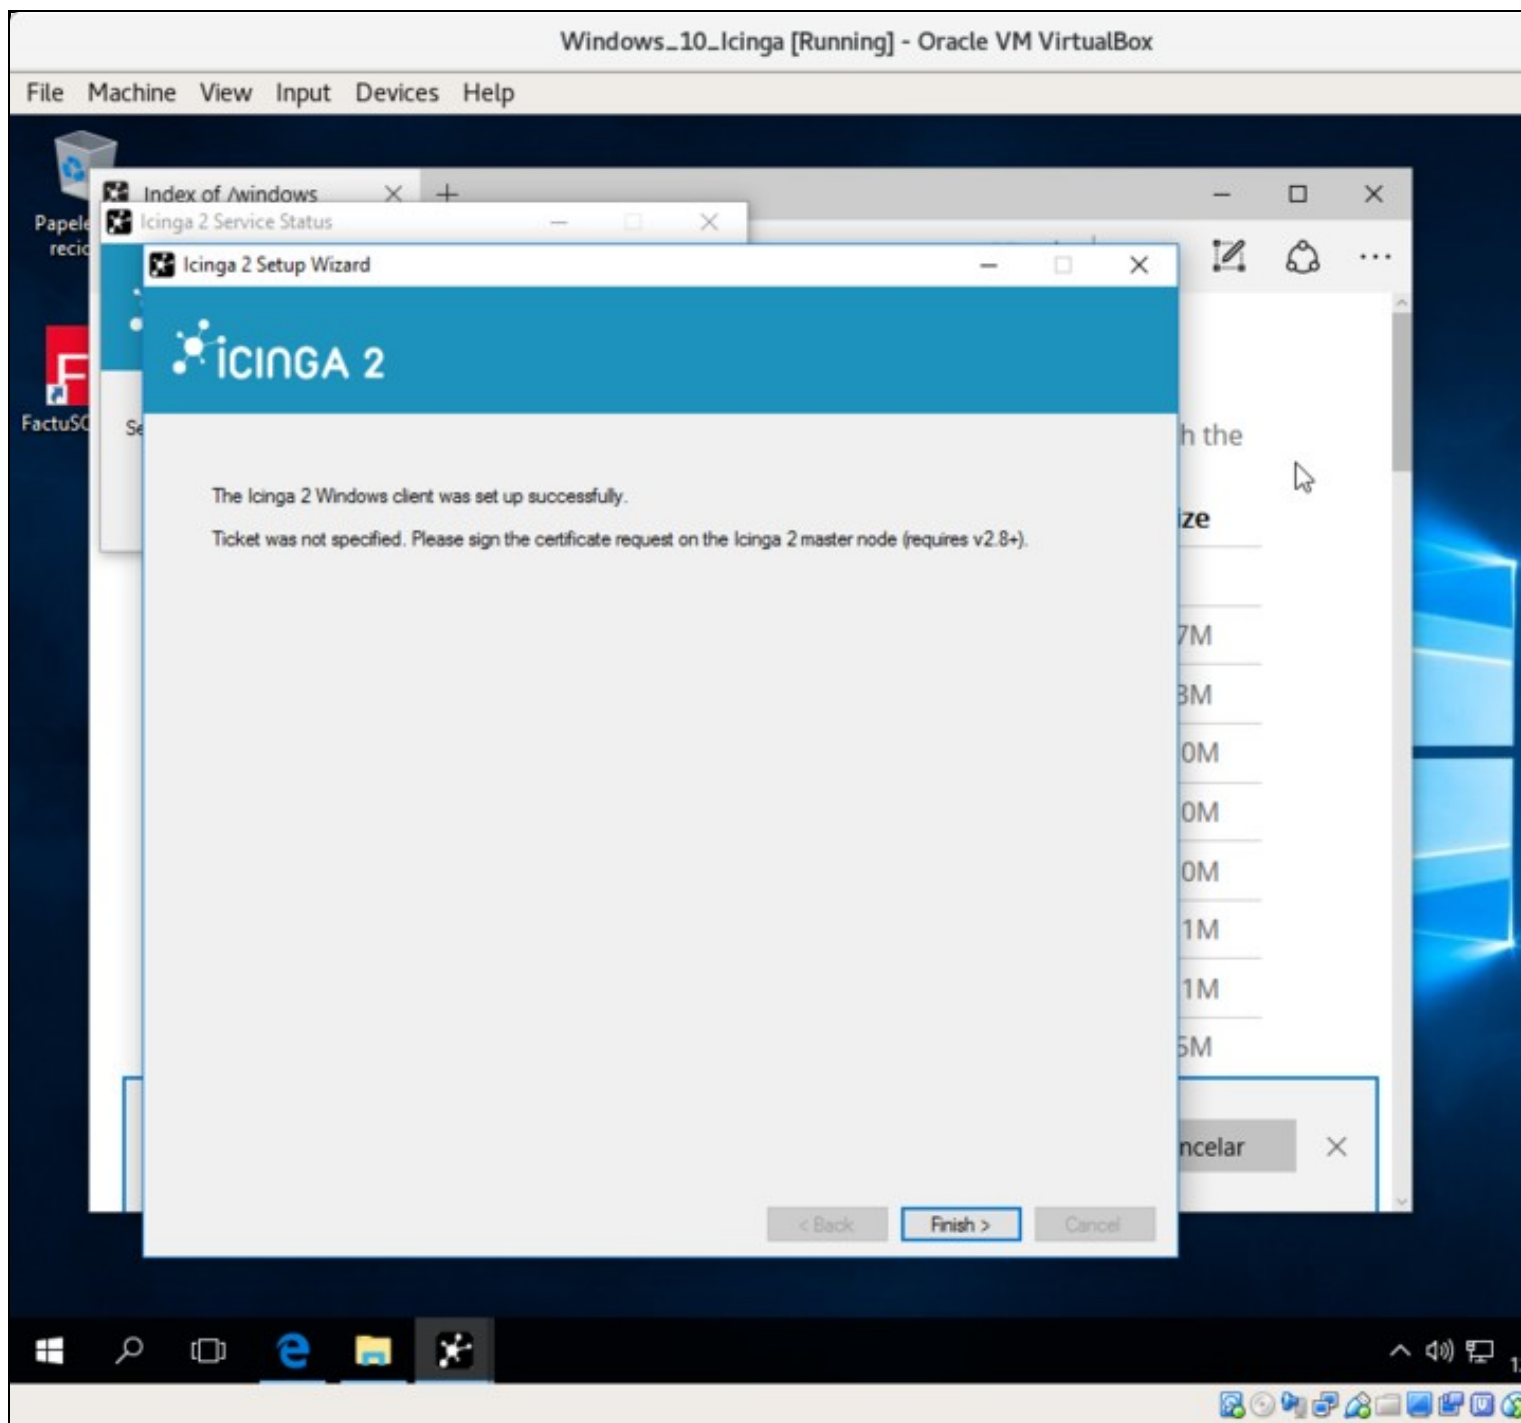 Windows_10_Icinga [Running] - Oracle VM VirtualBox
File Machine View Input Devices Help
Index of /windows
Icinga 2 Service Status
Icinga 2 Setup Wizard
ICINGA 2
FactuSO
h the
ize
The Icinga 2 Windows client was set up successfully.
Ticket was not specified. Please sign the certificate request on the Icinga 2 master node (requires v2.8+).
7M
3M
0M
0M
0M
1M
1M
5M
ncelar
< Back
Finish >
Cancel